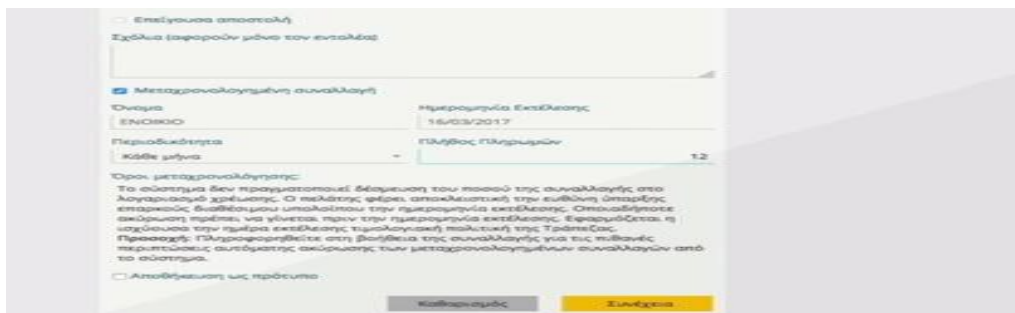 Επείγουσα αποστολή
Σχόλια (αφορούν μόνο τον εντολέα)
Μεταχρονολογημένη συναλλαγή
Όνομα Ημερομηνία Εκτέλεσης
ΕΝΟΙΚΙΟ 16/03/2017
Περιοδικότητα Πλήθος Πληρωμών
Κάθε μήνα 12
Όροι μεταχρονολόγησης:
Το σύστημα δεν πραγματοποιεί δέσμευση του ποσού της συναλλαγής στο
λογαριασμό χρέωσης. Ο πελάτης φέρει αποκλειστική την ευθύνη ύπαρξης
επαρκούς διαθέσιμου υπολοίπου την ημερομηνία εκτέλεσης. Οποιαδήποτε
ακύρωση πρέπει να γίνεται πριν την ημερομηνία εκτέλεσης. Εφαρμόζεται η
ισχύουσα την ημέρα εκτέλεσης τιμολογιακή πολιτική της Τράπεζας.
Προσοχή: Πληροφορηθείτε στη βοήθεια της συναλλαγής για τις πιθανές
περιπτώσεις αυτόματης ακύρωσης των μεταχρονολογημένων συναλλαγών από
το σύστημα.
Αποθήκευση ως πρότυπο
Καθαρισμός Συνέχεια